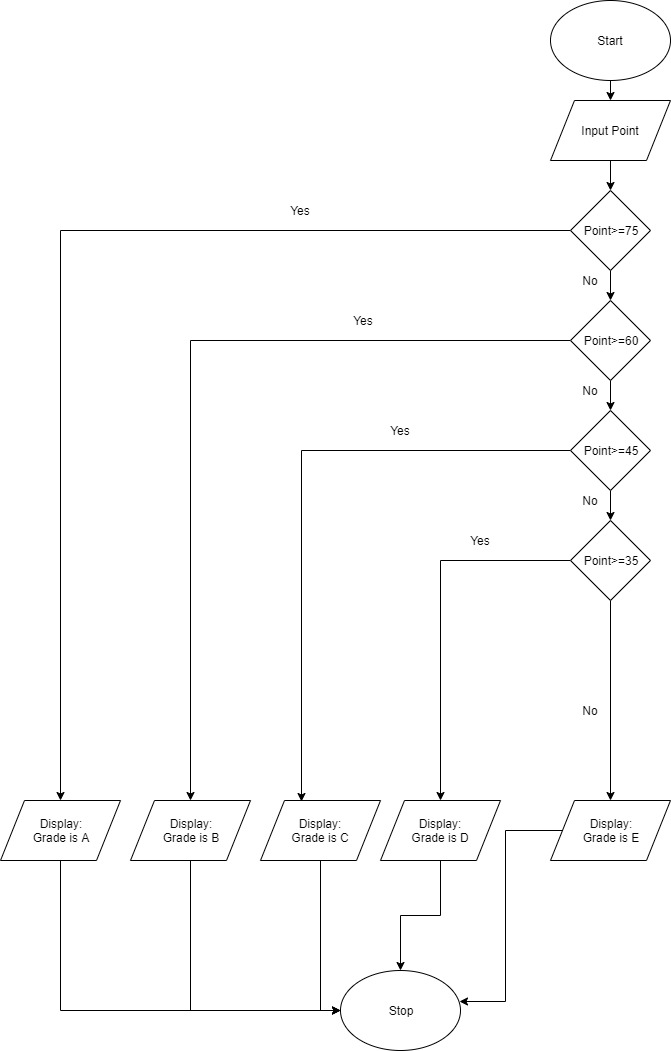 Start
Input Point
Yes
Point>=75
No
Yes
Point>=60
No
Yes
Point>=45
No
Yes
Point>=35
No
Display:
Grade is A
Display:
Grade is B
Display:
Grade is C
Display:
Grade is D
Display:
Grade is E
Stop